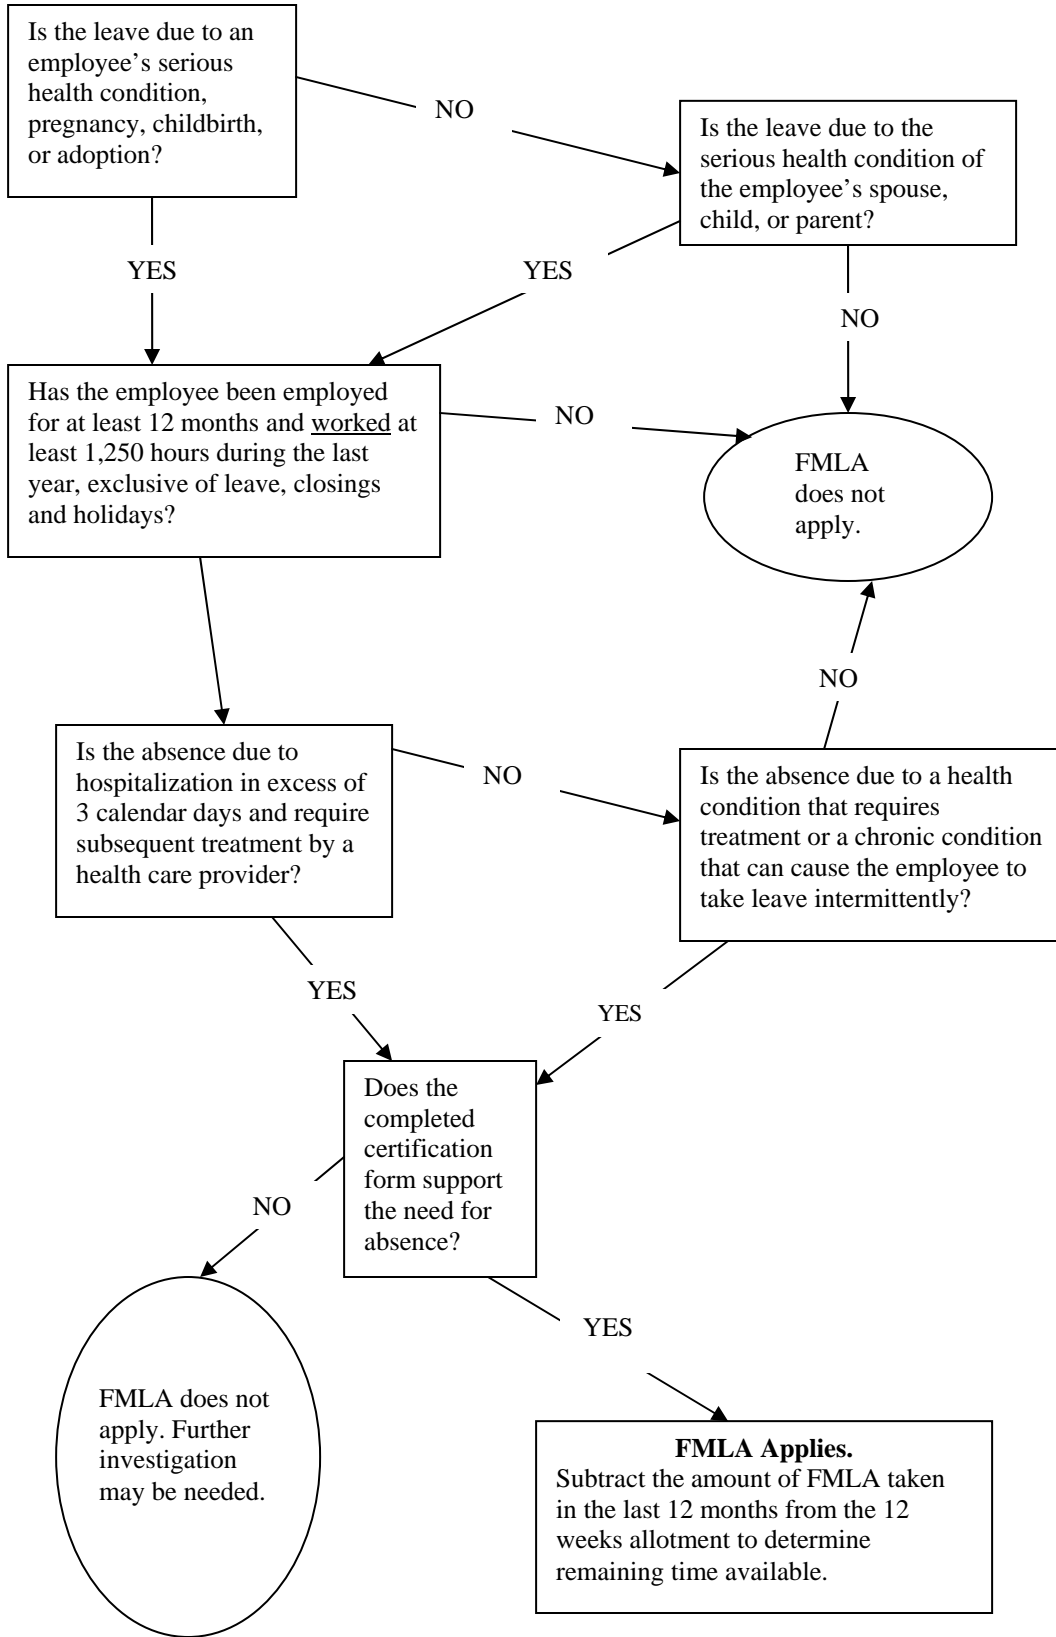 Is the leave due to an
employee’s serious
health condition,
pregnancy, childbirth,
or adoption?
NO
Is the leave due to the
serious health condition of
the employee’s spouse,
child, or parent?
YES
YES
NO
Has the employee been employed
for at least 12 months and worked at
least 1,250 hours during the last
year, exclusive of leave, closings
and holidays?
NO
FMLA
does not
apply.
NO
Is the absence due to
hospitalization in excess of
3 calendar days and require
subsequent treatment by a
health care provider?
NO
Is the absence due to a health
condition that requires
treatment or a chronic condition
that can cause the employee to
take leave intermittently?
YES
YES
Does the
completed
certification
form support
the need for
absence?
NO
YES
FMLA does not
apply. Further
investigation
may be needed.
FMLA Applies.
Subtract the amount of FMLA taken
in the last 12 months from the 12
weeks allotment to determine
remaining time available.